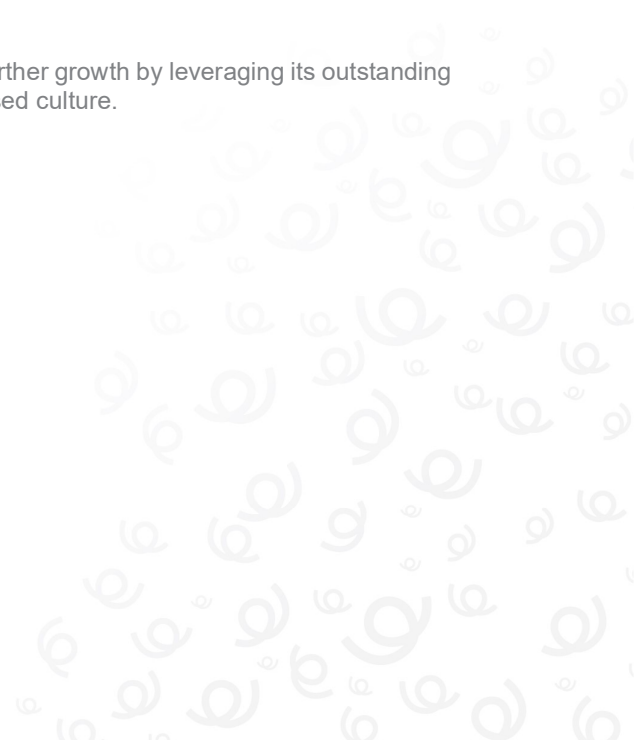 rther growth by leveraging its outstanding
ed culture.